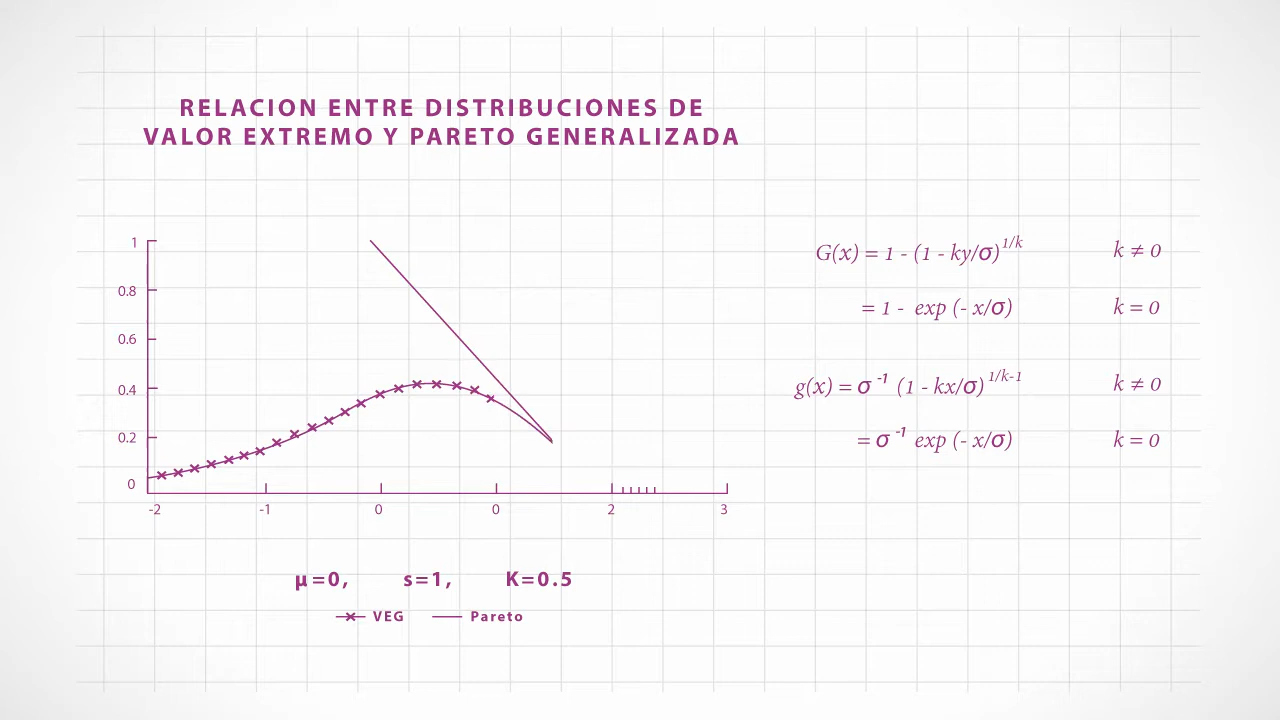 RELACION ENTRE DISTRIBUCIONES DE
VALOR EXTREMO Y PARETO GENERALIZADA
1
0.8
0.6
0.4
0.2
0
-2 -1 0 0 2 3
μ=0, s=1, K=0.5
VEG Pareto
G(x) = 1 - (1 - ky/σ)^1/k k ≠ 0
= 1 - exp (- x/σ) k = 0
g(x) = σ^-1 (1 - kx/σ)^1/k-1 k ≠ 0
= σ^-1 exp (- x/σ) k = 0